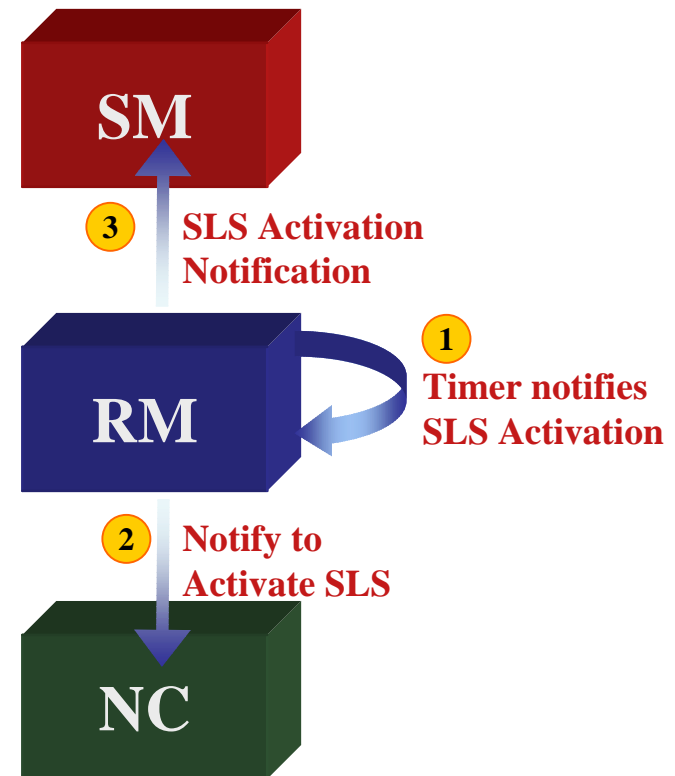 SM
3
SLS Activation
Notification
1
Timer notifies
SLS Activation
RM
2
Notify to
Activate SLS
NC